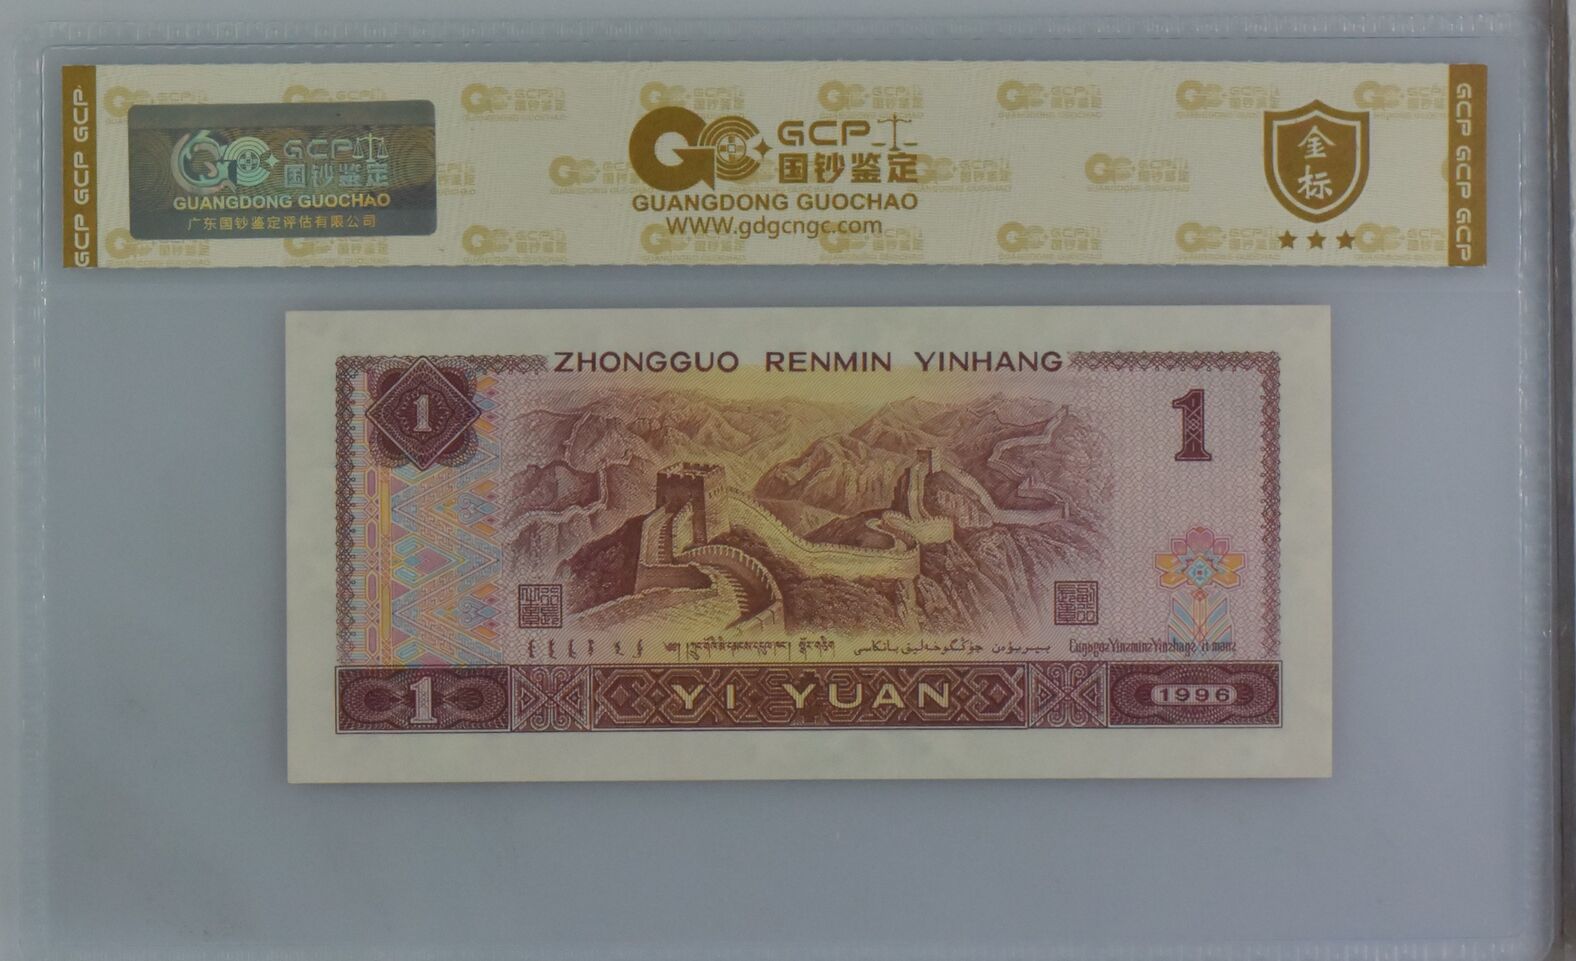 GCP GCP GCP
GCP
国钞鉴定
GUANGDONG GUOCHAO
广东国钞鉴定评估有限公司
GCP
国钞鉴定
GUANGDONG GUOCHAO
WWW.gdgcngc.com
金标
GCP GCP GCP
ZHONGGUO RENMIN YINHANG
1
1
1
YI YUAN
1996